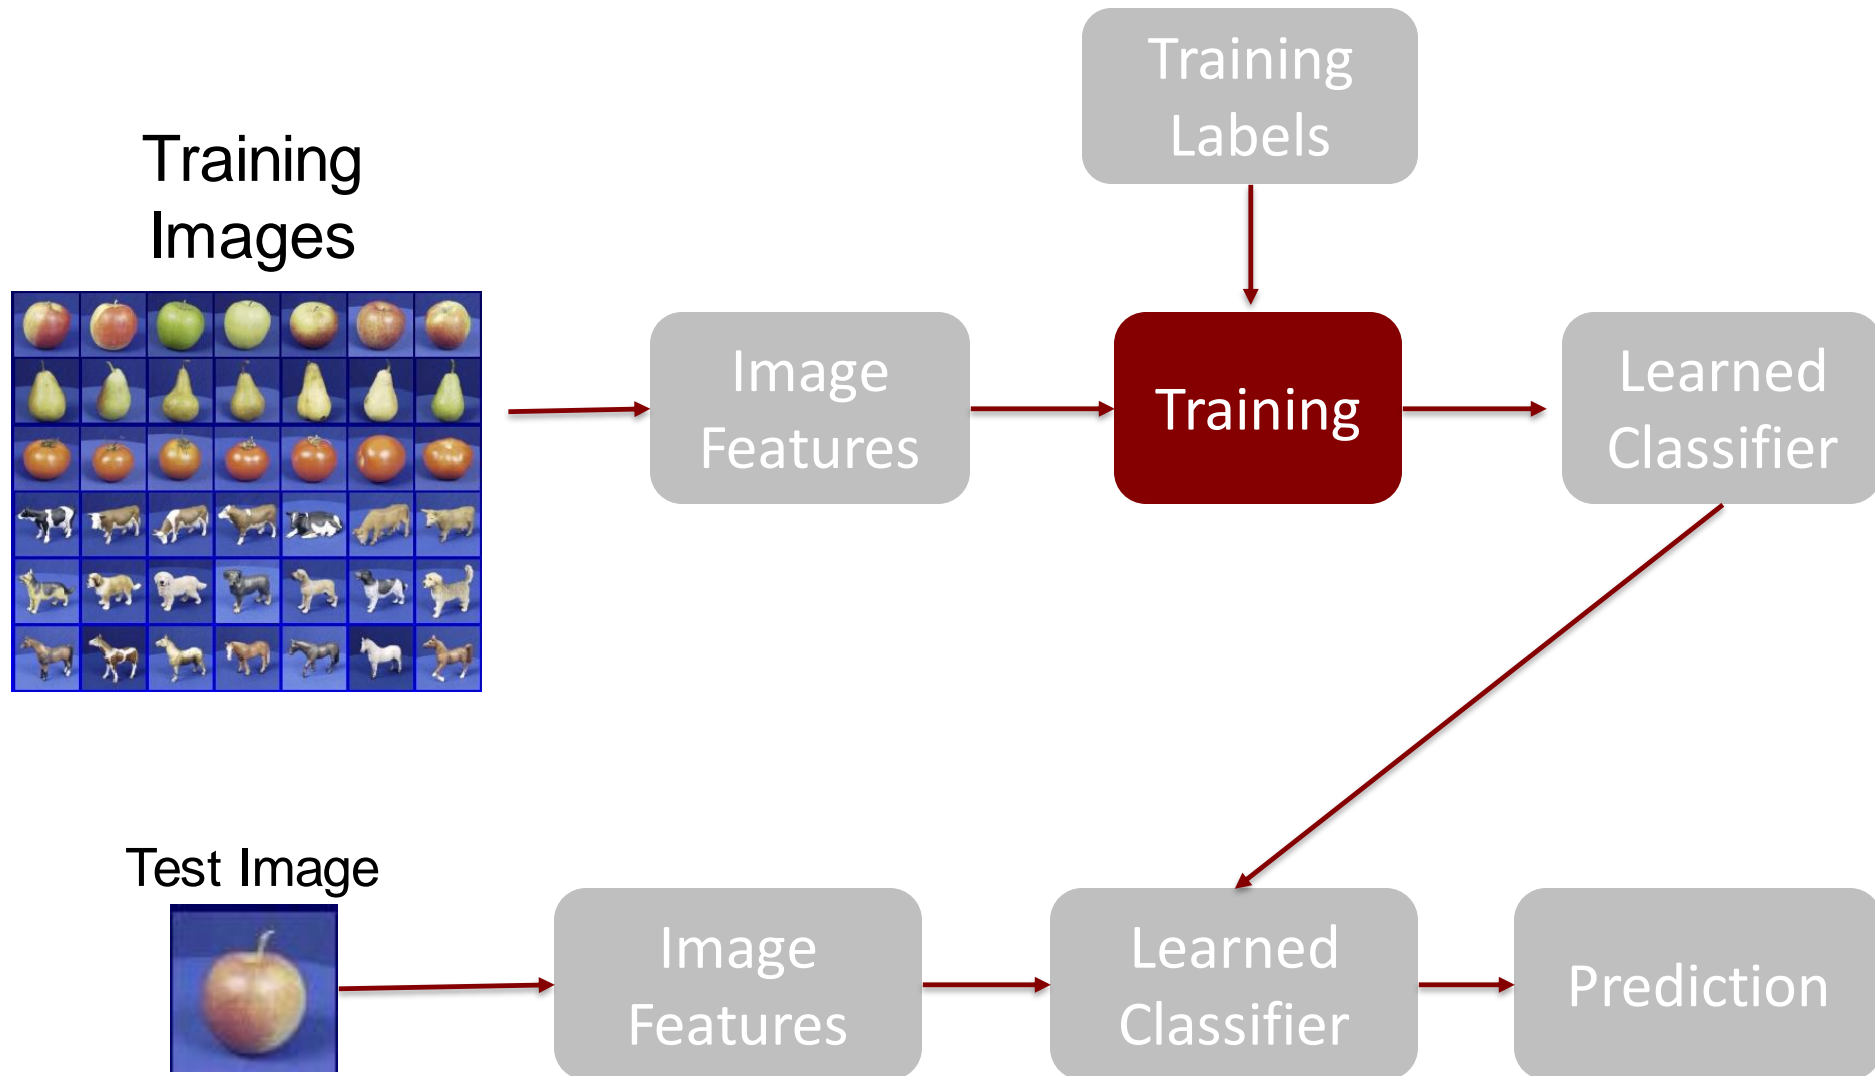 Training
Labels
Training
Images
Image
Features
Training
Learned
Classifier
Test Image
Image
Features
Learned
Classifier
Prediction